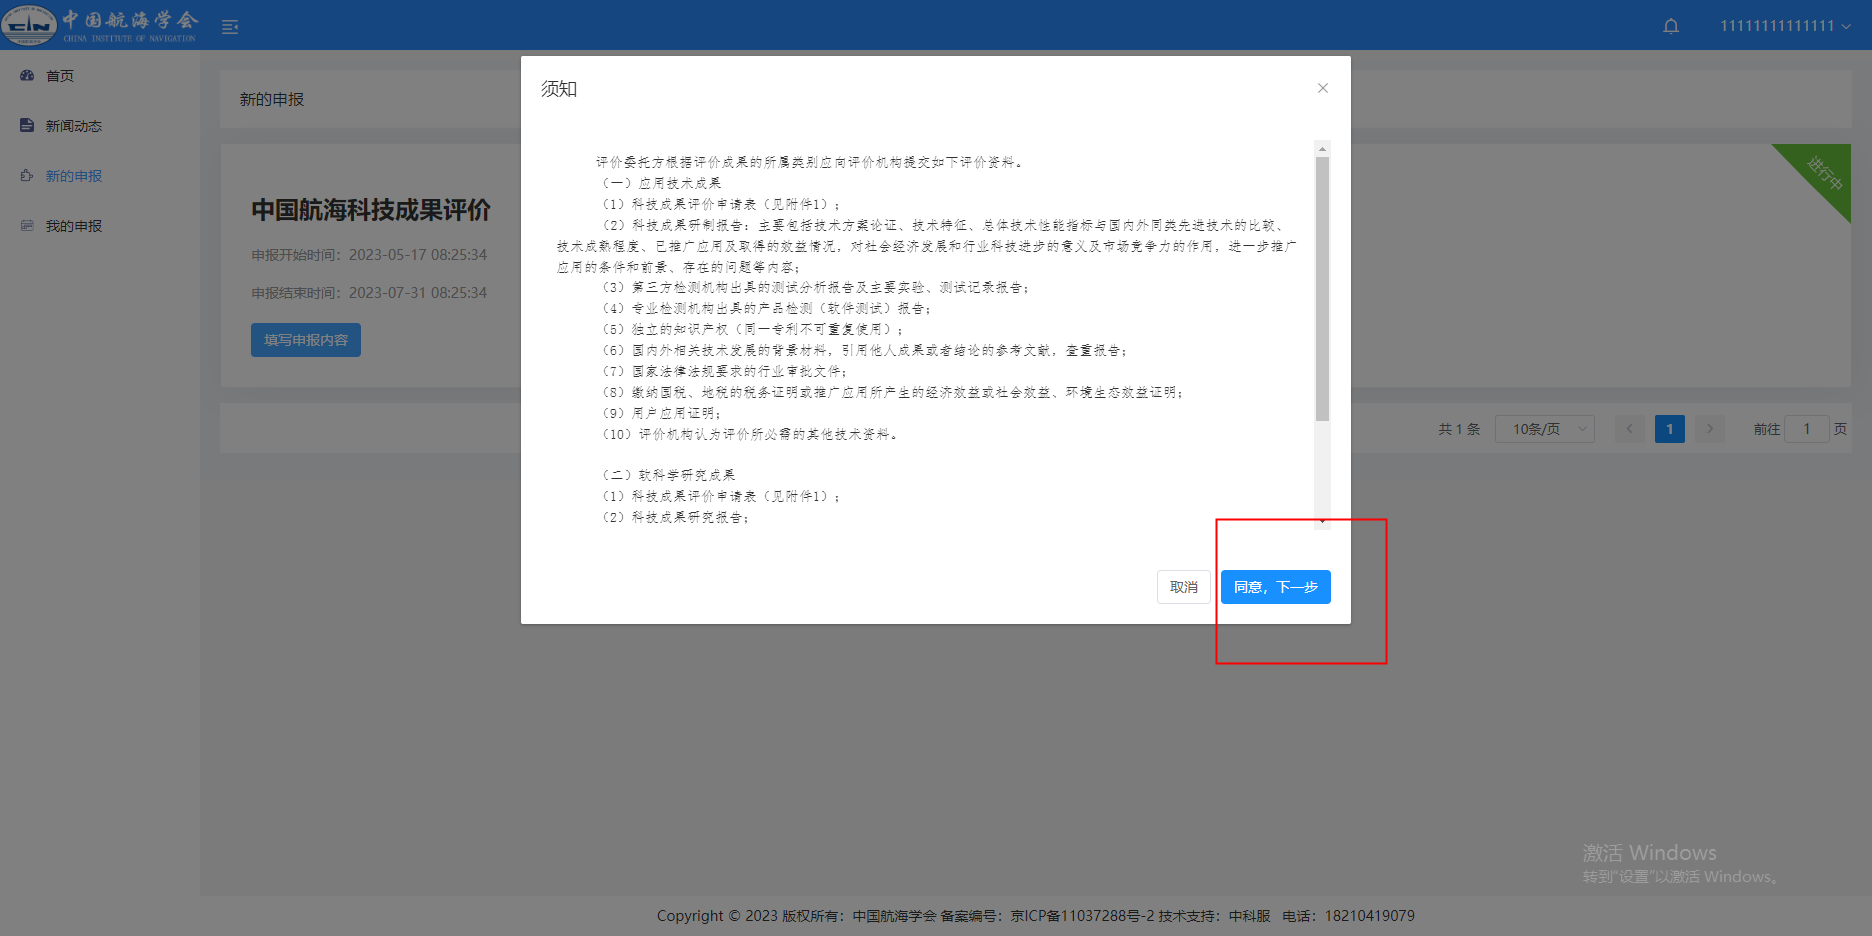 中国航海学会
CHINA INSTITUTE OF NAVIGATION
11111111111111
首页
新闻动态
新的申报
我的申报
新的申报
中国航海科技成果评价
申报开始时间：2023-05-17 08:25:34
申报结束时间：2023-07-31 08:25:34
填写申报内容
进行中
共 1 条 10条/页 1 前往 1 页
须知
评价委托方根据评价成果的所属类别应向评价机构提交如下评价资料。
（一）应用技术成果
（1）科技成果评价申请表（见附件1）；
（2）科技成果研制报告：主要包括技术方案论证、技术特征、总体技术性能指标与国内外同类先进技术的比较、
技术成熟程度、已推广应用及取得的效益情况，对社会经济发展和行业科技进步的意义及市场竞争力的作用，进一步推广
应用的条件和前景、存在的问题等内容；
（3）第三方检测机构出具的测试分析报告及主要实验、测试记录报告；
（4）专业检测机构出具的产品检测（软件测试）报告；
（5）独立的知识产权（同一专利不可重复使用）；
（6）国内外相关技术发展的背景材料，引用他人成果或者结论的参考文献，查重报告；
（7）国家法律法规要求的行业审批文件；
（8）缴纳国税、地税的税务证明或推广应用所产生的经济效益或社会效益、环境生态效益证明；
（9）用户应用证明；
（10）评价机构认为评价所必需的其他技术资料。
（二）软科学研究成果
（1）科技成果评价申请表（见附件1）；
（2）科技成果研究报告；
取消
同意，下一步
激活 Windows
转到"设置"以激活 Windows。
Copyright © 2023 版权所有：中国航海学会 备案编号：京ICP备11037288号-2 技术支持：中科服 电话：18210419079